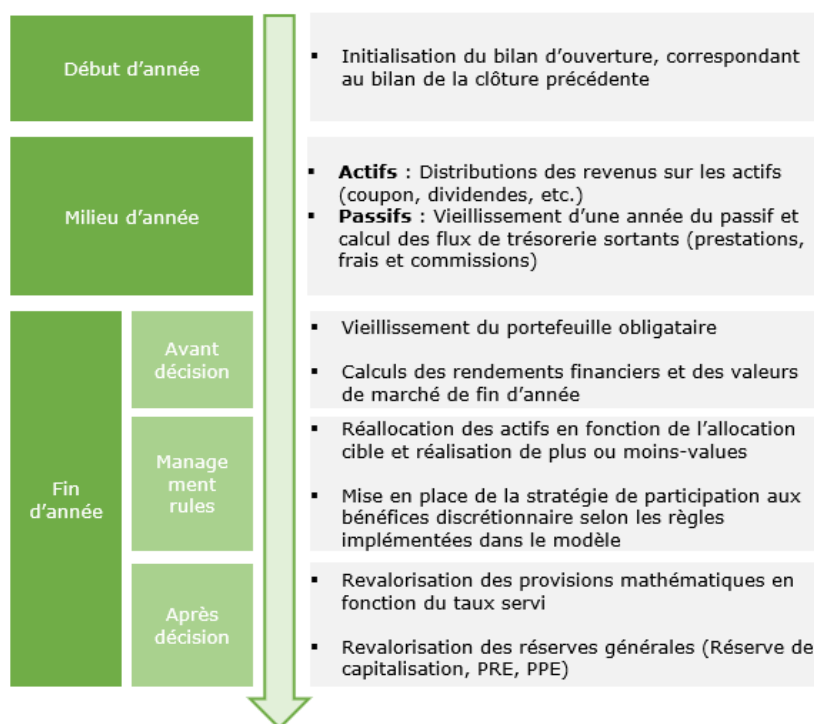 Début d’année
▪ Initialisation du bilan d’ouverture, correspondant
au bilan de la clôture précédente
Milieu d’année
▪ Actifs : Distributions des revenus sur les actifs
(coupon, dividendes, etc.)
▪ Passifs : Vieillissement d’une année du passif et
calcul des flux de trésorerie sortants (prestations,
frais et commissions)
Fin
d’année
Avant
décision
▪ Vieillissement du portefeuille obligataire
▪ Calculs des rendements financiers et des valeurs
de marché de fin d’année
Manage
ment
rules
▪ Réallocation des actifs en fonction de l’allocation
cible et réalisation de plus ou moins-values
▪ Mise en place de la stratégie de participation aux
bénéfices discrétionnaire selon les règles
implémentées dans le modèle
Après
décision
▪ Revalorisation des provisions mathématiques en
fonction du taux servi
▪ Revalorisation des réserves générales (Réserve de
capitalisation, PRE, PPE)